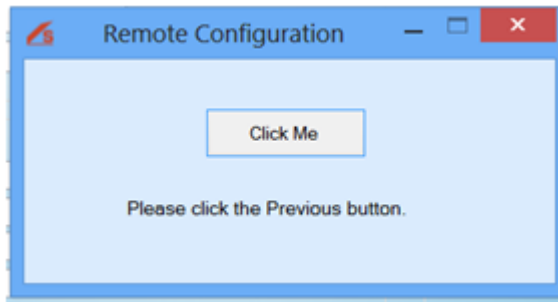 Remote Configuration
Click Me
Please click the Previous button.